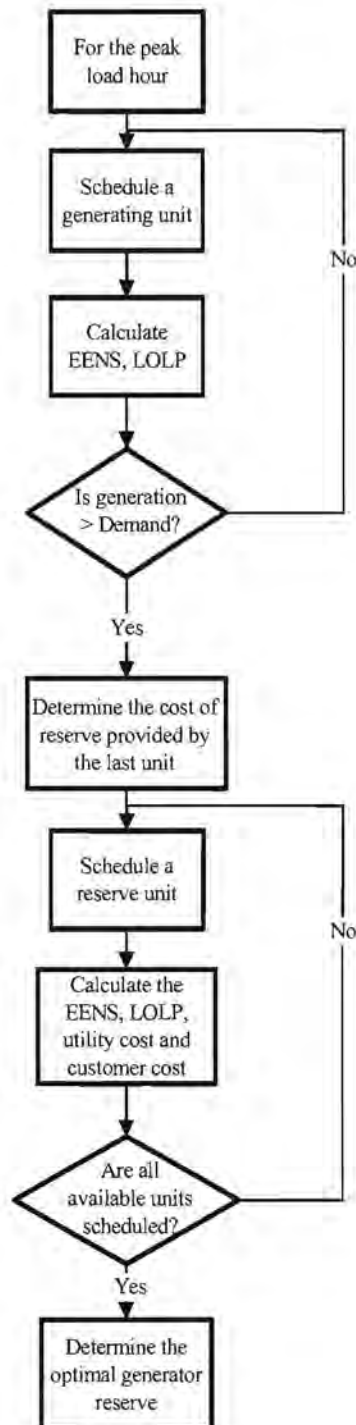 For the peak
load hour
Schedule a
generating unit
No
Calculate
EENS, LOLP
Is generation
> Demand?
Yes
Determine the cost of
reserve provided by
the last unit
Schedule a
reserve unit
No
Calculate the
EENS, LOLP,
utility cost and
customer cost
Are all
available units
scheduled?
Yes
Determine the
optimal generator
reserve